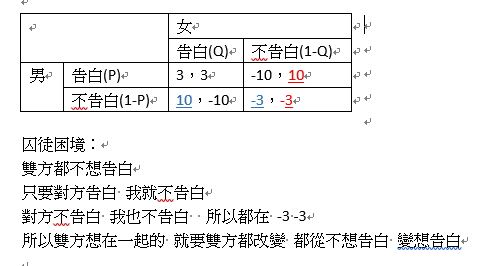 女
告白(Q) 不告白(1-Q)
男 告白(P) 3，3 -10，10
不告白(1-P) 10，-10 -3，-3
囚徒困境：
雙方都不想告白
只要對方告白 我就不告白
對方不告白 我也不告白 所以都在 -3 -3
所以雙方想在一起的 就要雙方都改變 都從不想告白 變想告白